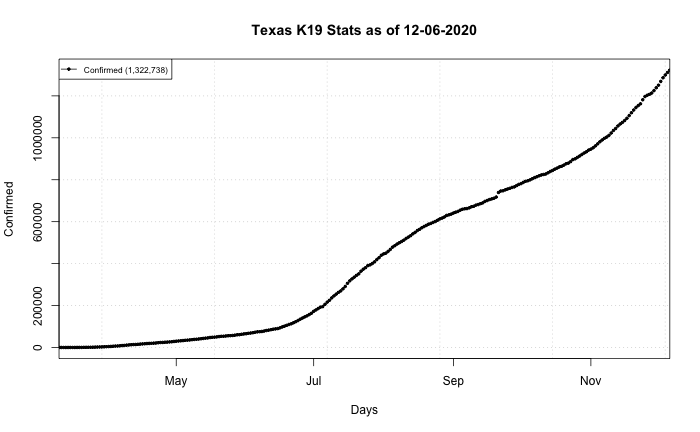 Texas K19 Stats as of 12-06-2020
Confirmed (1,322,738)
Confirmed
1000000
600000
200000
0
May
Jul
Sep
Nov
Days